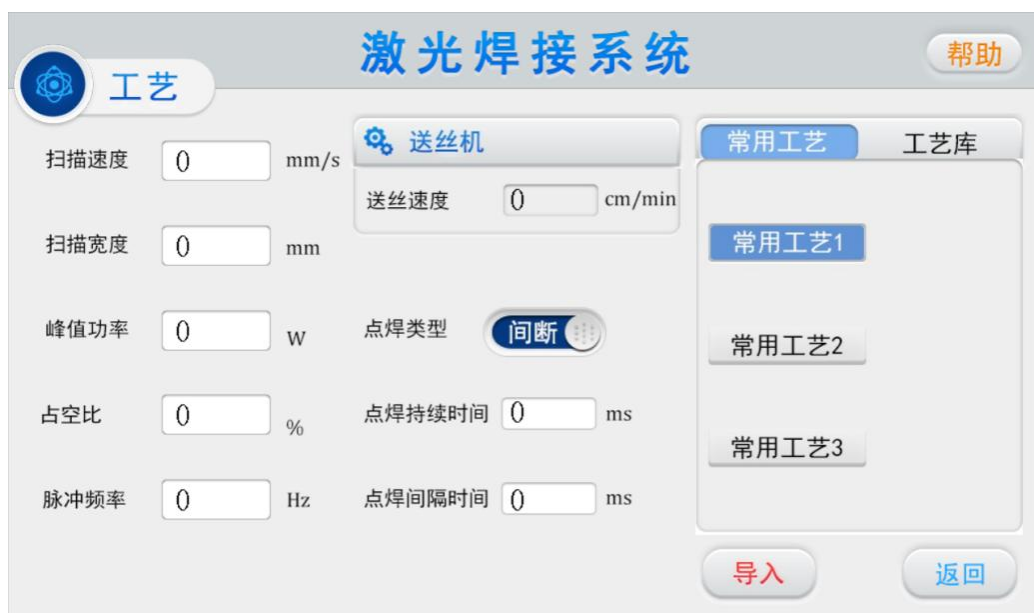 激光焊接系统
帮助
工艺
扫描速度 0 mm/s
扫描宽度 0 mm
峰值功率 0 W
占空比 0 %
脉冲频率 0 Hz
送丝机
送丝速度 0 cm/min
点焊类型 间断
点焊持续时间 0 ms
点焊间隔时间 0 ms
常用工艺 工艺库
常用工艺1
常用工艺2
常用工艺3
导入 返回